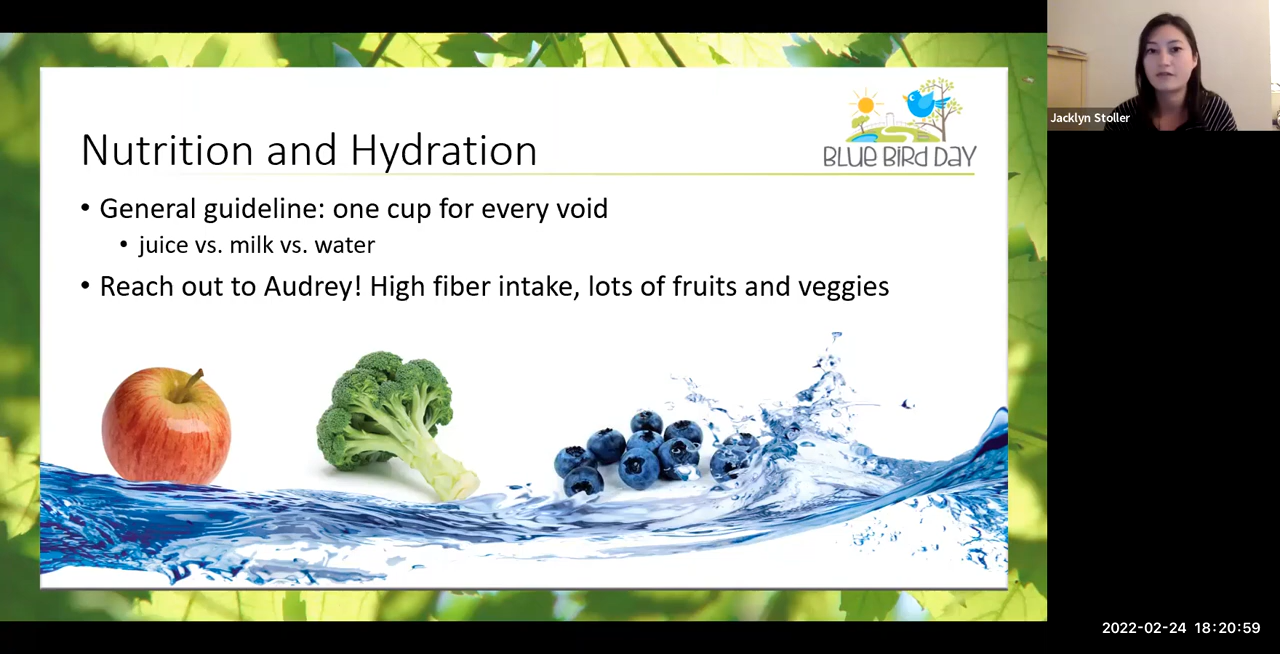 BLUE BIRD DAY
Nutrition and Hydration
• General guideline: one cup for every void
• juice vs. milk vs. water
• Reach out to Audrey! High fiber intake, lots of fruits and veggies
Jacklyn Stoller
2022-02-24 18:20:59